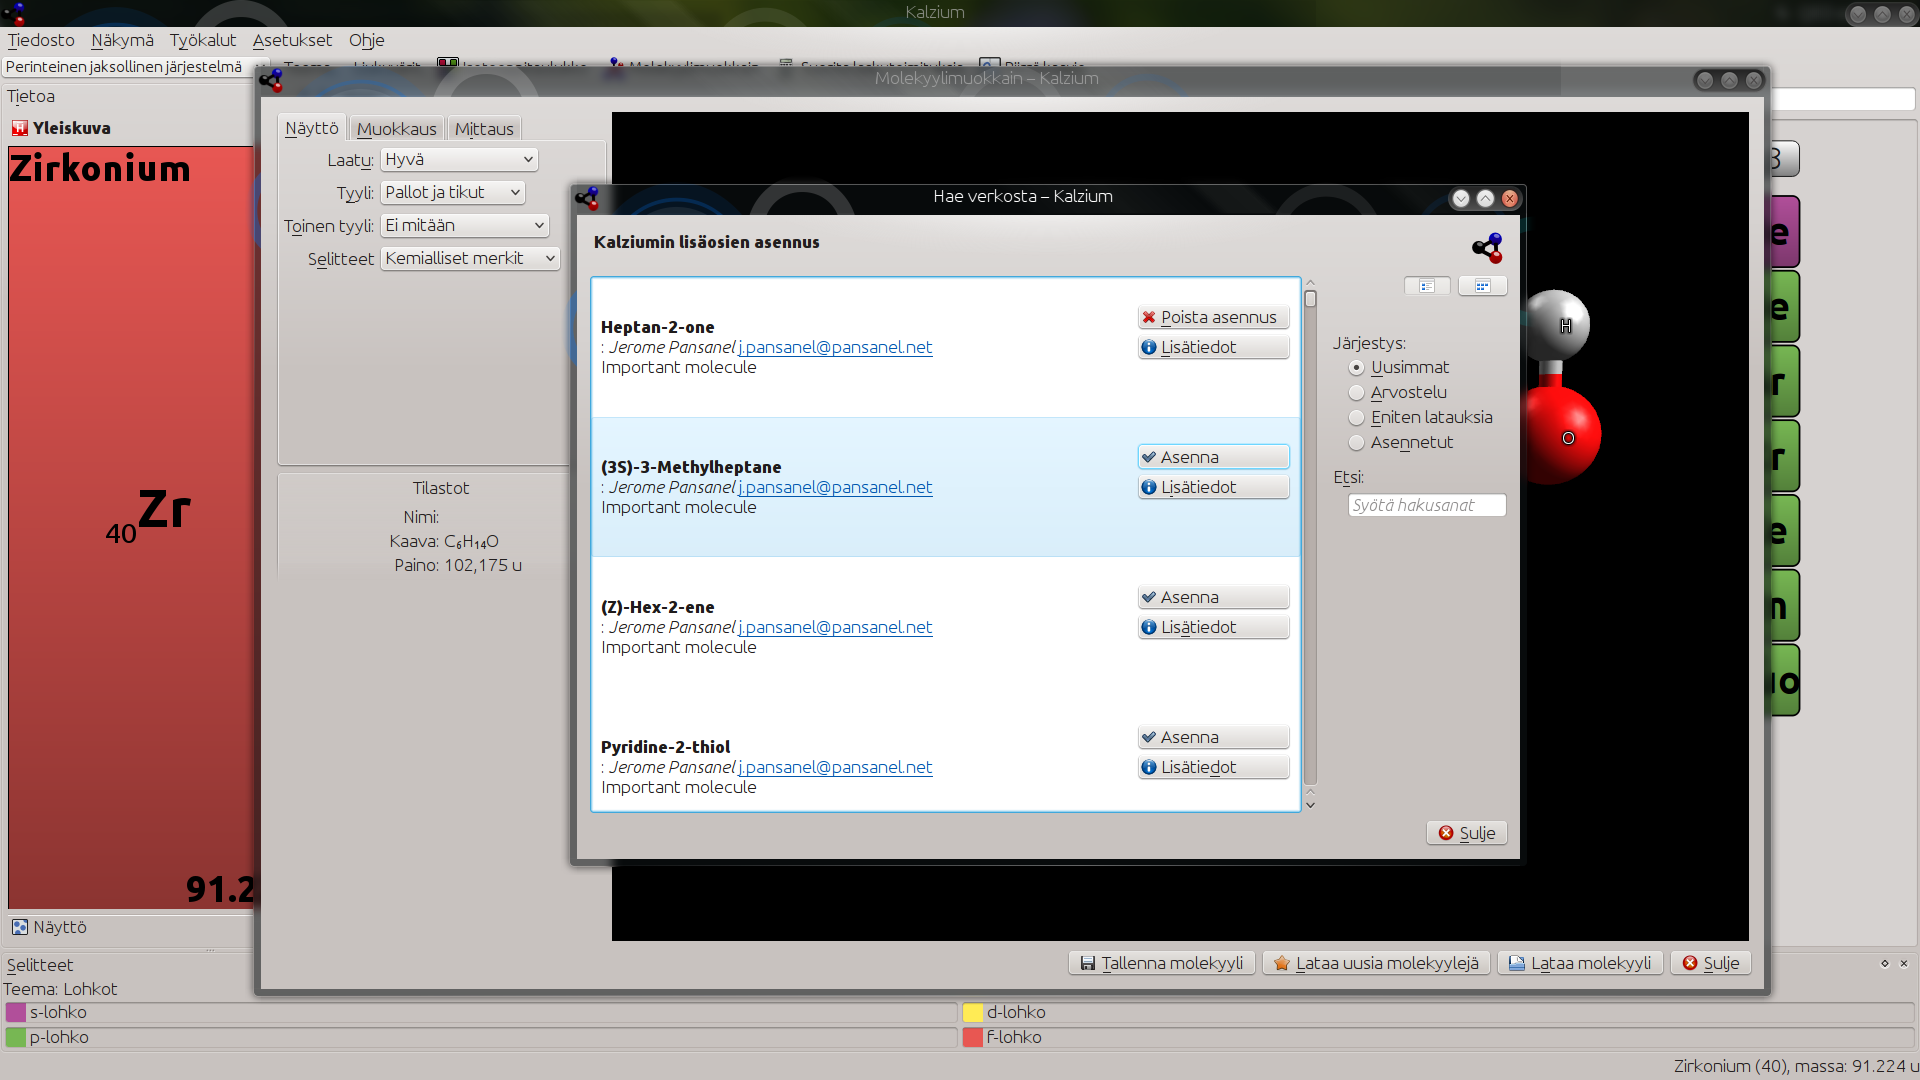 Kalzium
Tiedosto Näkymä Työkalut Asetukset Ohje
Perinteinen jaksollinen järjestelmä
Molekyylimuokkain – Kalzium
Tietoa
Yleiskuva
Zirkonium
40Zr
91.2
Näyttö
Näyttö Muokkaus Mittaus
Laatu: Hyvä
Tyyli: Pallot ja tikut
Toinen tyyli: Ei mitään
Selitteet Kemialliset merkit
Tilastot
Nimi:
Kaava: C₆H₁₄O
Paino: 102,175 u
Hae verkosta – Kalzium
Kalziumin lisäosien asennus
Heptan-2-one
: Jerome Pansanel j.pansanel@pansanel.net
Important molecule
Poista asennus
Lisätiedot
(3S)-3-Methylheptane
: Jerome Pansanel j.pansanel@pansanel.net
Important molecule
Asenna
Lisätiedot
(Z)-Hex-2-ene
: Jerome Pansanel j.pansanel@pansanel.net
Important molecule
Asenna
Lisätiedot
Pyridine-2-thiol
: Jerome Pansanel j.pansanel@pansanel.net
Important molecule
Asenna
Lisätiedot
Järjestys:
Uusimmat
Arvostelu
Eniten latauksia
Asennetut
Etsi:
Syötä hakusanat
Sulje
H
O
e
e
r
r
e
n
Tallenna molekyyli
Lataa uusia molekyylejä
Lataa molekyyli
Sulje
Selitteet
Teema: Lohkot
s-lohko
d-lohko
p-lohko
f-lohko
Zirkonium (40), massa: 91.224 u